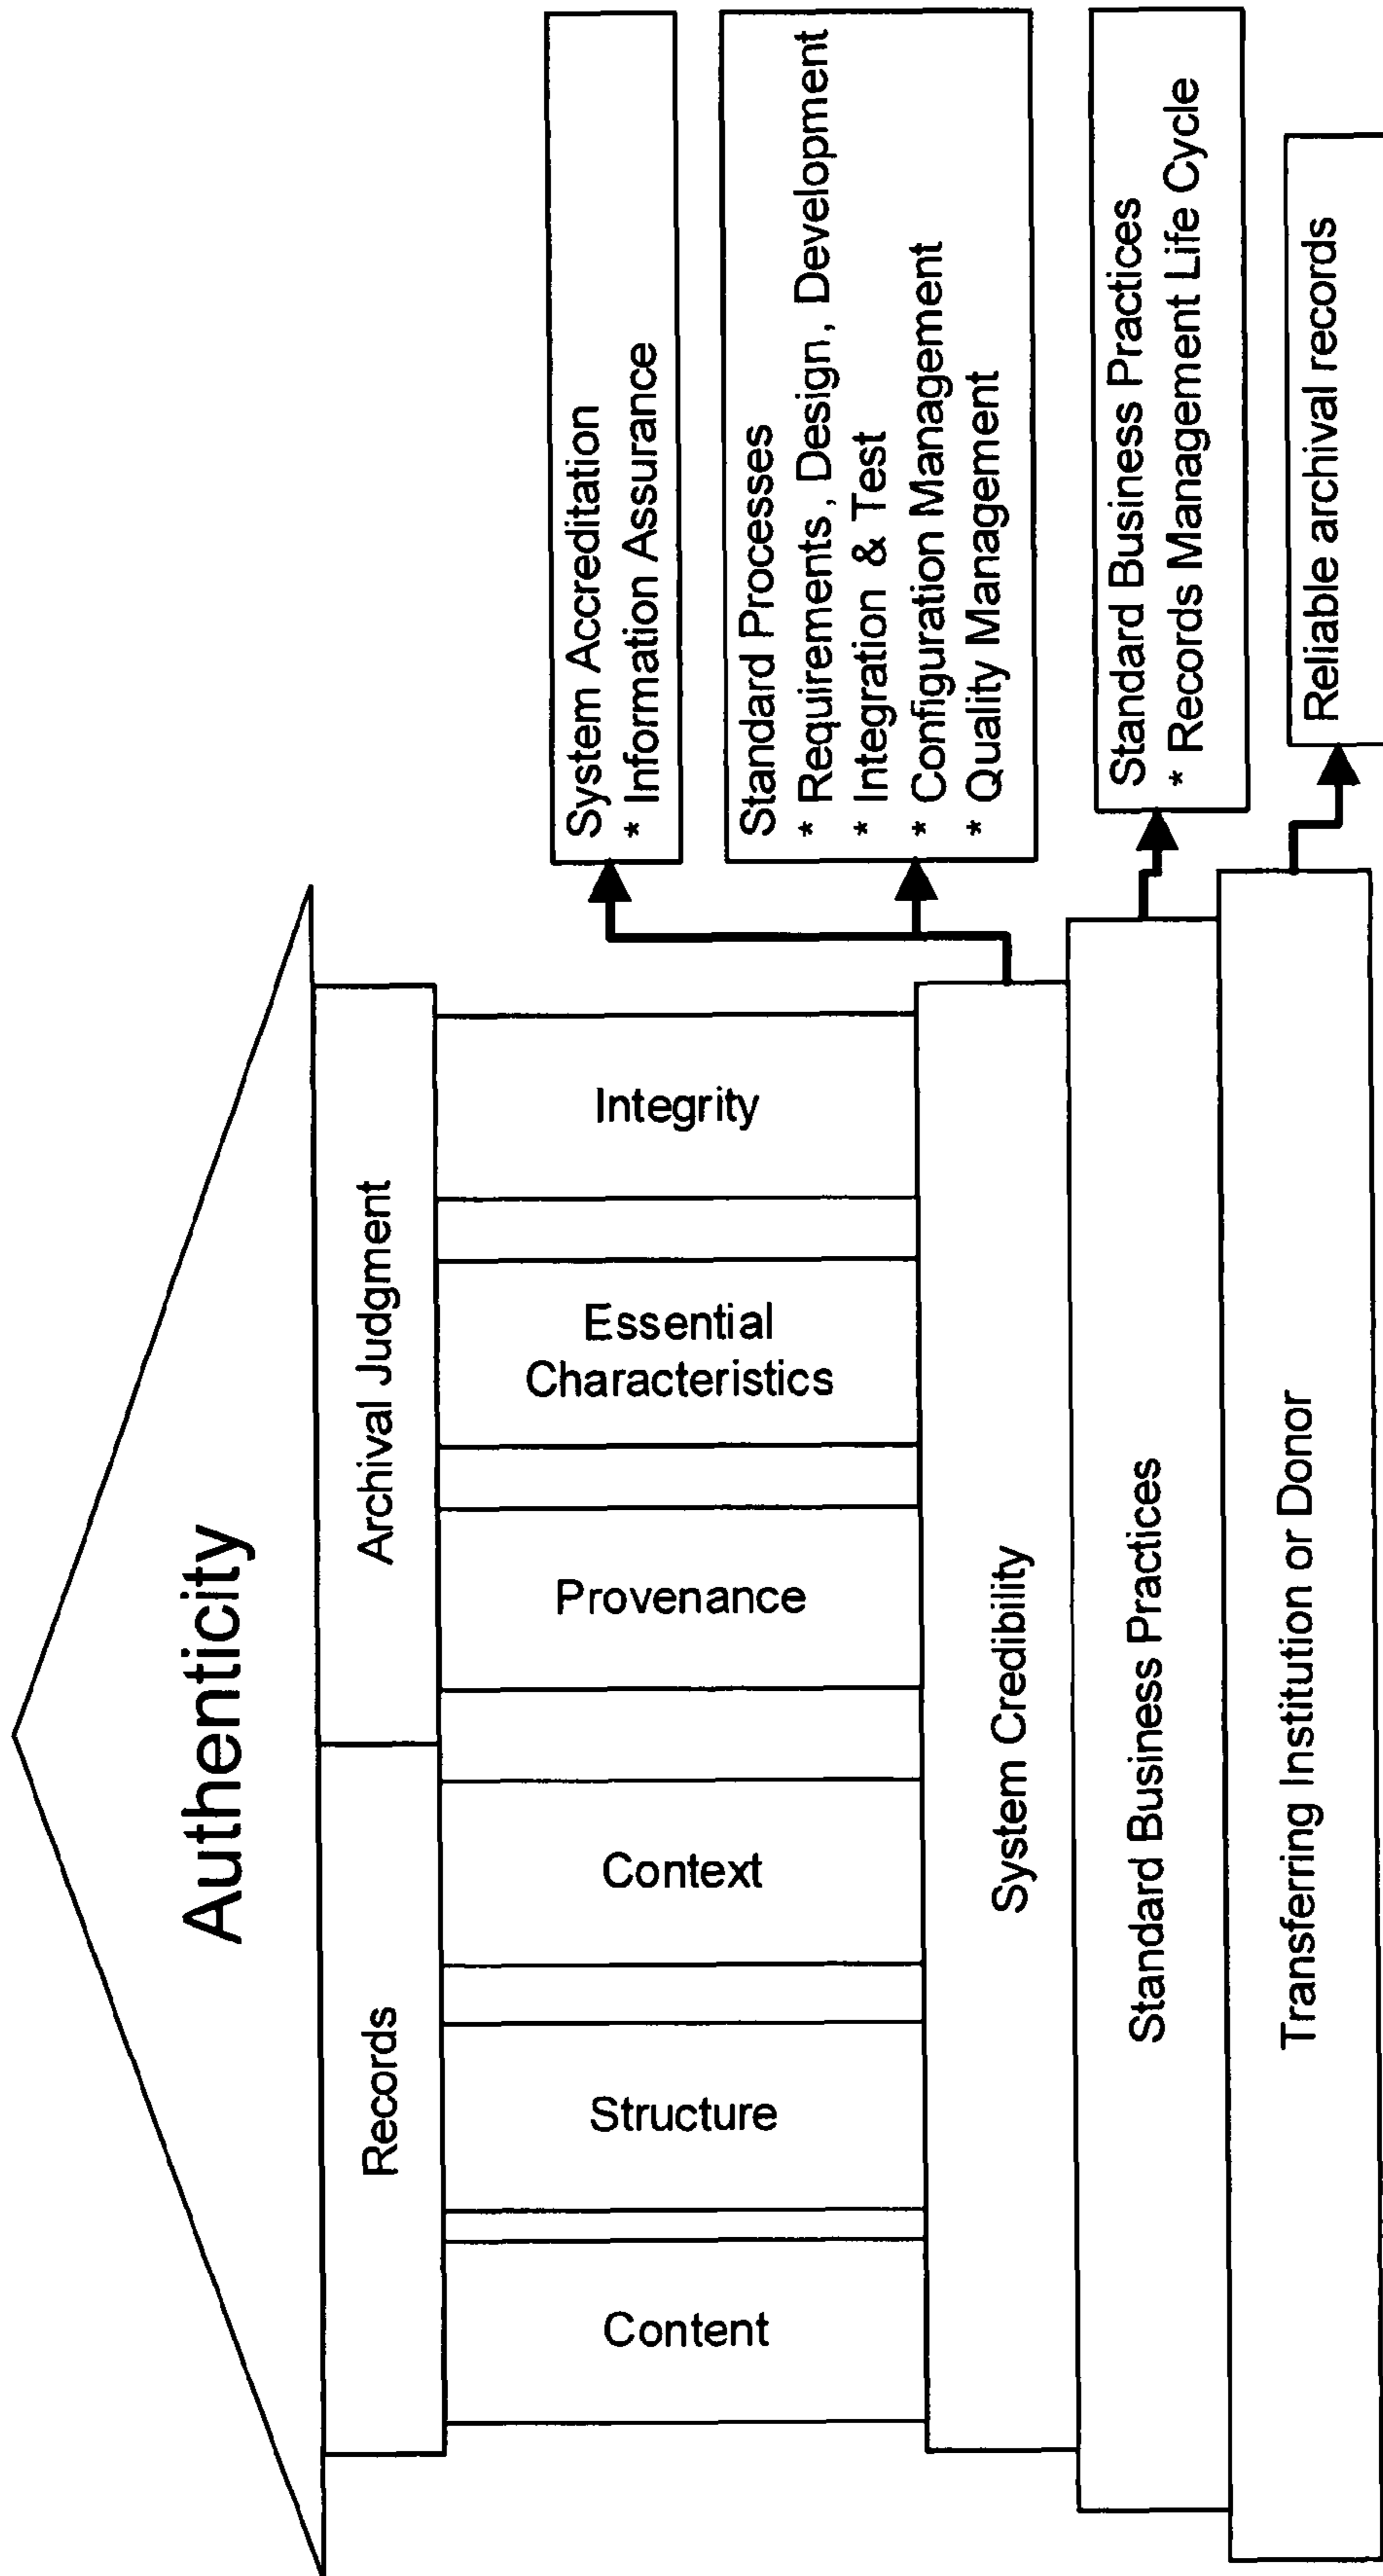 Authenticity
Records
Archival Judgment
Content
Structure
Context
Provenance
Essential
Characteristics
Integrity
System Credibility
Standard Business Practices
Transferring Institution or Donor
System Accreditation
* Information Assurance
Standard Processes
* Requirements, Design, Development
* Integration & Test
* Configuration Management
* Quality Management
Standard Business Practices
* Records Management Life Cycle
Reliable archival records